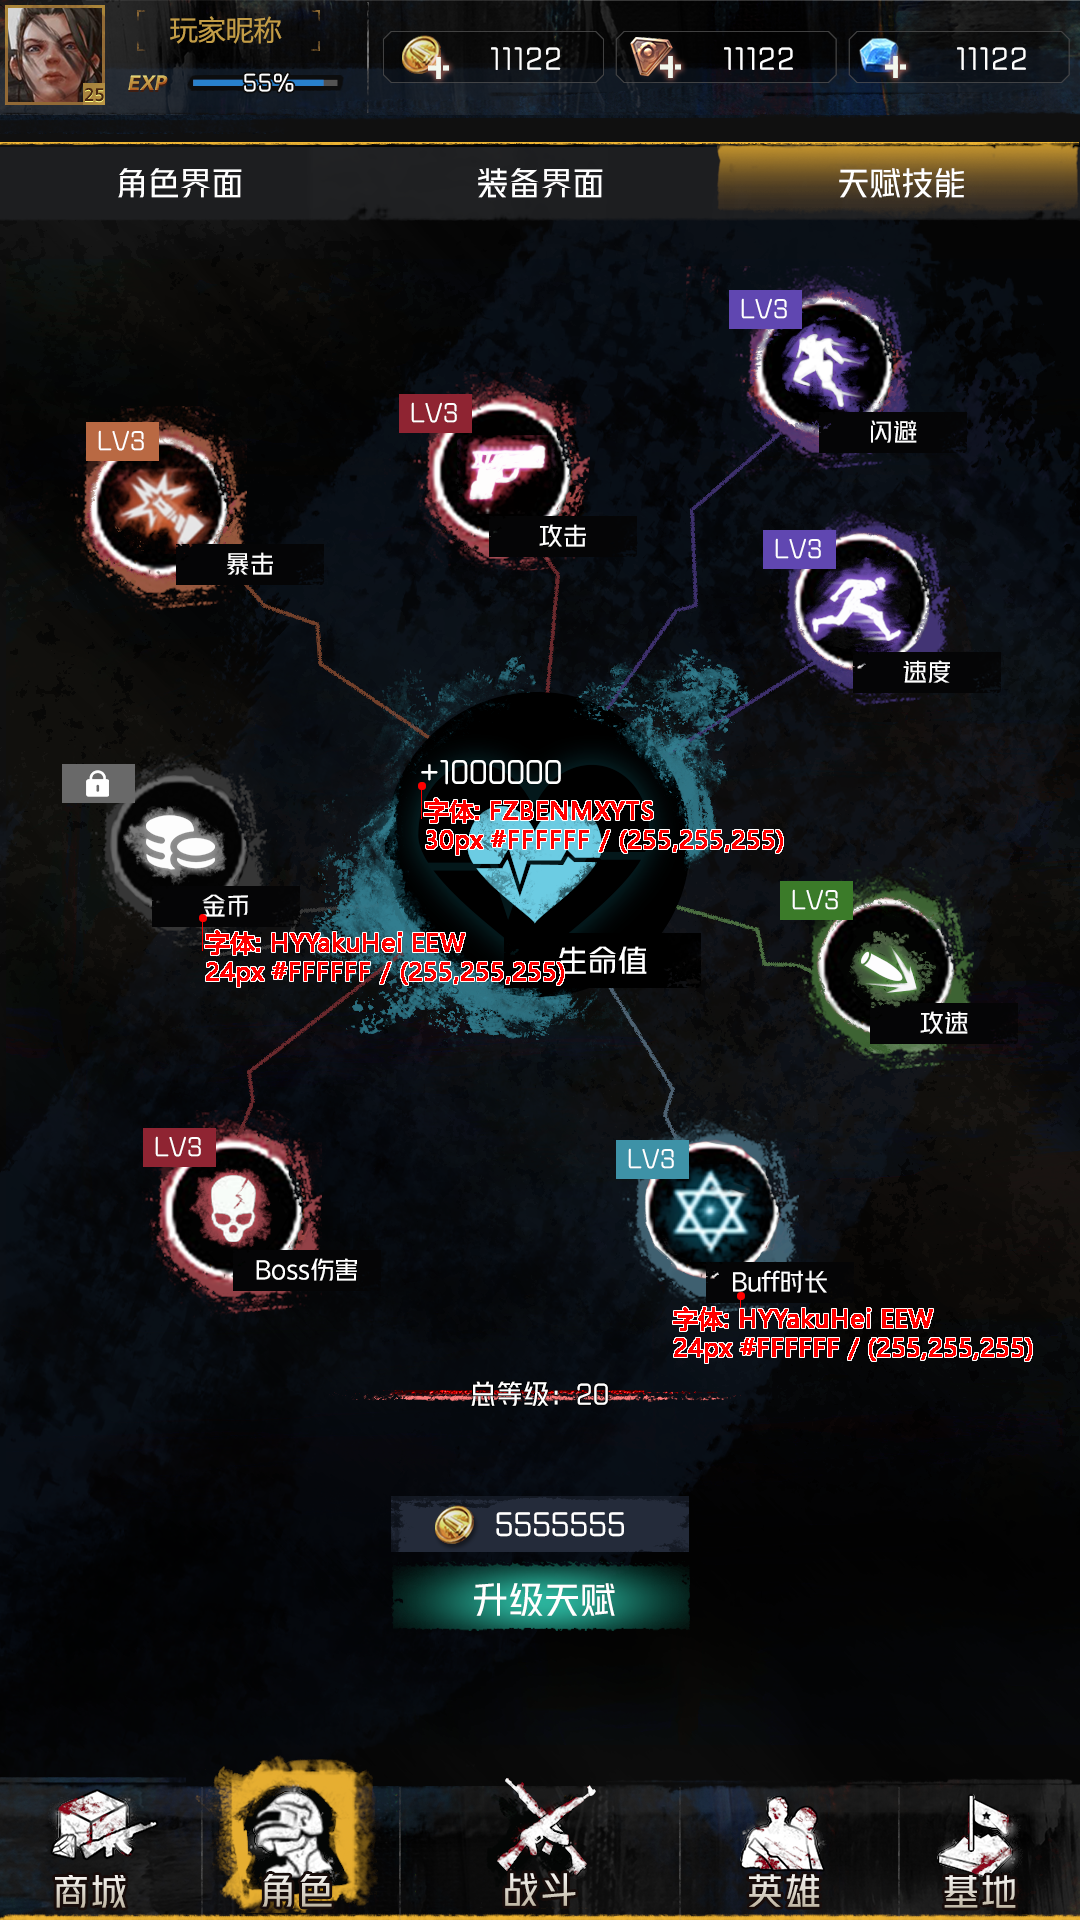 玩家昵称
25
EXP
55%
11122
11122
11122
角色界面
装备界面
天赋技能
LV3
闪避
LV3
攻击
LV3
暴击
LV3
速度
+1000000
字体: FZBENMXYTS
30px #FFFFFF / (255,255,255)
金币
字体: HYYakuHei EEW
24px #FFFFFF / (255,255,255)
生命值
LV3
攻速
LV3
Boss伤害
LV3
Buff时长
字体: HYYakuHei EEW
24px #FFFFFF / (255,255,255)
总等级：20
5555555
升级天赋
商城
角色
战斗
英雄
基地